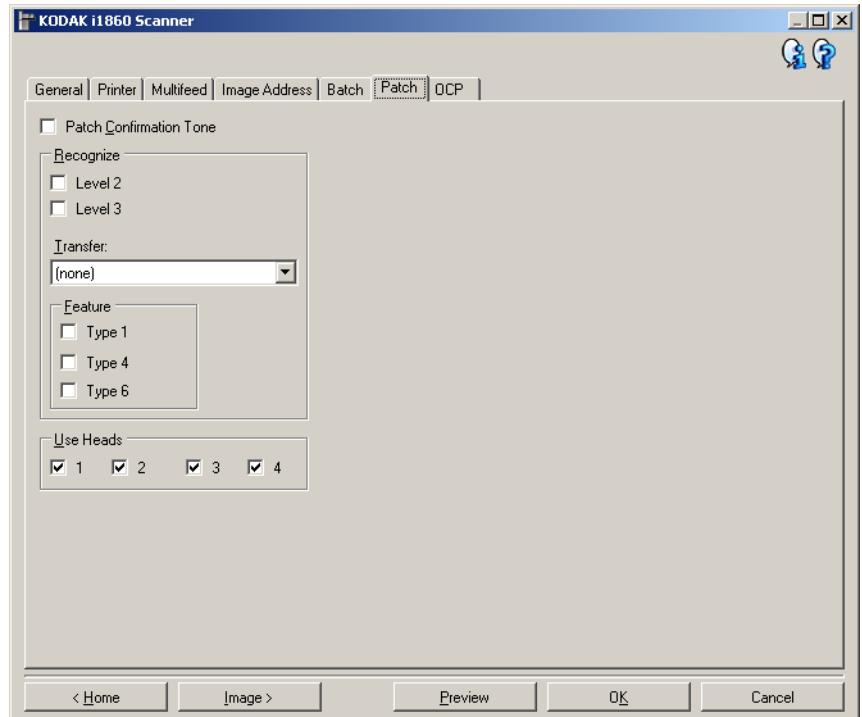 KODAK i1860 Scanner
General Printer Multifeed Image Address Batch Patch OCP
Patch Confirmation Tone
Recognize
Level 2
Level 3
Transfer:
(none)
Feature
Type 1
Type 4
Type 6
Use Heads
1 2 3 4
< Home Image > Preview OK Cancel